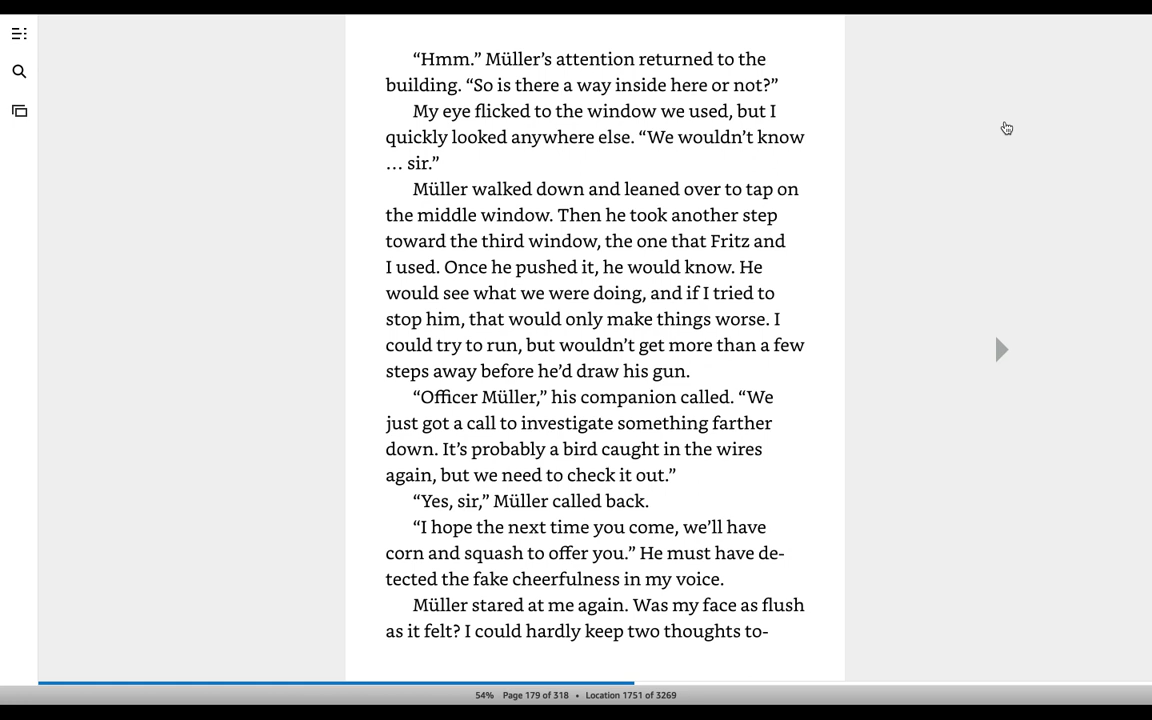 “Hmm.” Müller’s attention returned to the
building. “So is there a way inside here or not?”
My eye flicked to the window we used, but I
quickly looked anywhere else. “We wouldn’t know
… sir.”
Müller walked down and leaned over to tap on
the middle window. Then he took another step
toward the third window, the one that Fritz and
I used. Once he pushed it, he would know. He
would see what we were doing, and if I tried to
stop him, that would only make things worse. I
could try to run, but wouldn’t get more than a few
steps away before he’d draw his gun.
“Officer Müller,” his companion called. “We
just got a call to investigate something farther
down. It’s probably a bird caught in the wires
again, but we need to check it out.”
“Yes, sir,” Müller called back.
“I hope the next time you come, we’ll have
corn and squash to offer you.” He must have de-
tected the fake cheerfulness in my voice.
Müller stared at me again. Was my face as flush
as it felt? I could hardly keep two thoughts to-
54% Page 179 of 318 • Location 1751 of 3269